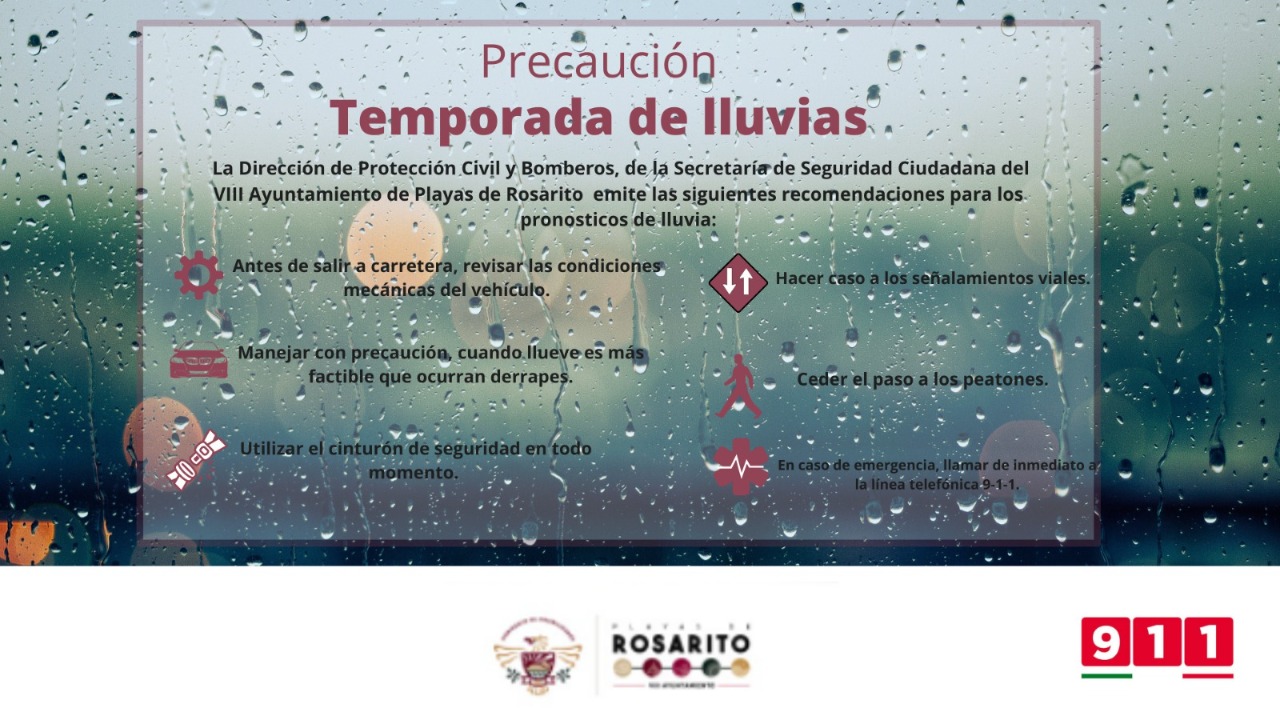 Precaución
Temporada de lluvias
La Dirección de Protección Civil y Bomberos, de la Secretaría de Seguridad Ciudadana del
VIII Ayuntamiento de Playas de Rosarito emite las siguientes recomendaciones para los
pronosticos de lluvia:
Antes de salir a carretera, revisar las condiciones
mecánicas del vehículo.
Manejar con precaución, cuando llueve es más
factible que ocurran derrapes.
Utilizar el cinturón de seguridad en todo
momento.
Hacer caso a los señalamientos viales.
Ceder el paso a los peatones.
En caso de emergencia, llamar de inmediato a
la línea telefónica 9-1-1.
PLAYAS DE
ROSARITO
VIII AYUNTAMIENTO
911